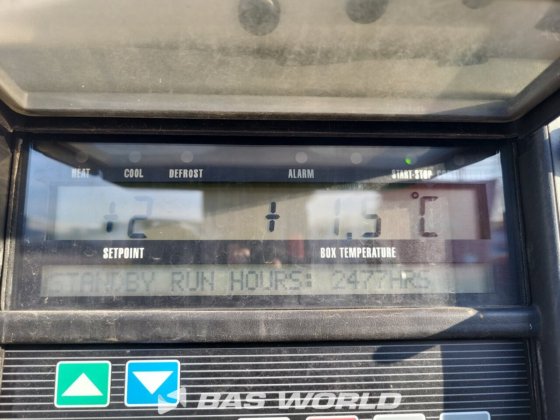 HEAT COOL DEFROST ALARM START-STOP
+2 + 1.5 °C
SETPOINT BOX TEMPERATURE
STANDBY RUN HOURS: 2477HRS
BAS WORLD